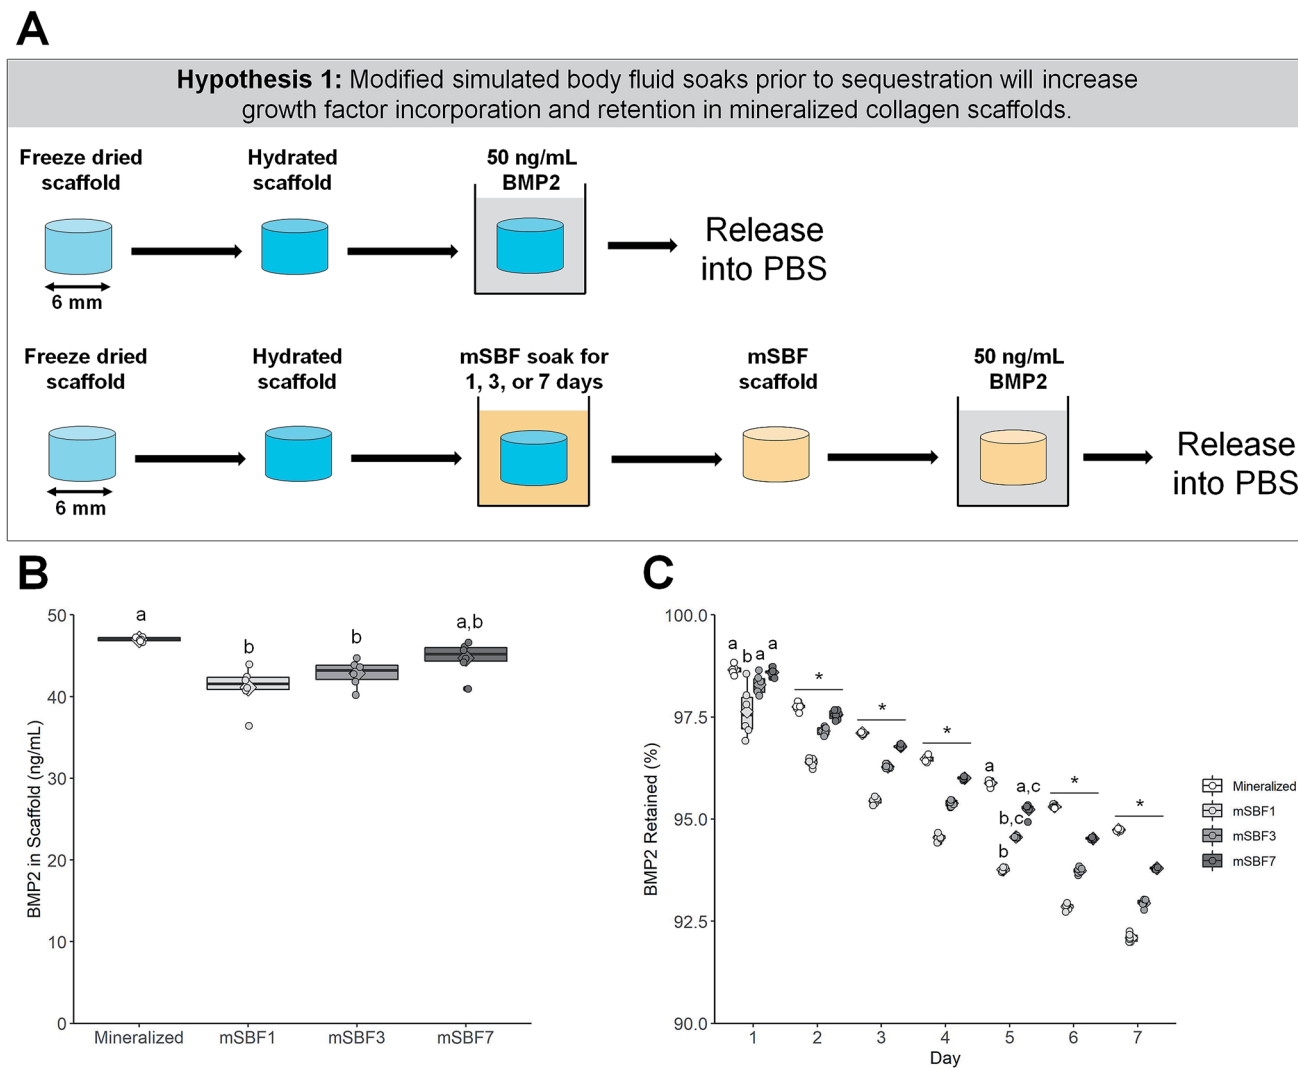 A
Hypothesis 1: Modified simulated body fluid soaks prior to sequestration will increase
growth factor incorporation and retention in mineralized collagen scaffolds.
Freeze dried
scaffold
Hydrated
scaffold
50 ng/mL
BMP2
6 mm
Release
into PBS
Freeze dried
scaffold
Hydrated
scaffold
mSBF soak for
1, 3, or 7 days
mSBF
scaffold
50 ng/mL
BMP2
6 mm
Release
into PBS
B
BMP2 in Scaffold (ng/mL)
50
40
30
20
10
0
a
b
b
a,b
Mineralized
mSBF1
mSBF3
mSBF7
C
BMP2 Retained (%)
100.0
97.5
95.0
92.5
90.0
a
b
a
a
*
*
*
a
b
b,c
a,c
*
*
1
2
3
4
5
6
7
Day
Mineralized
mSBF1
mSBF3
mSBF7